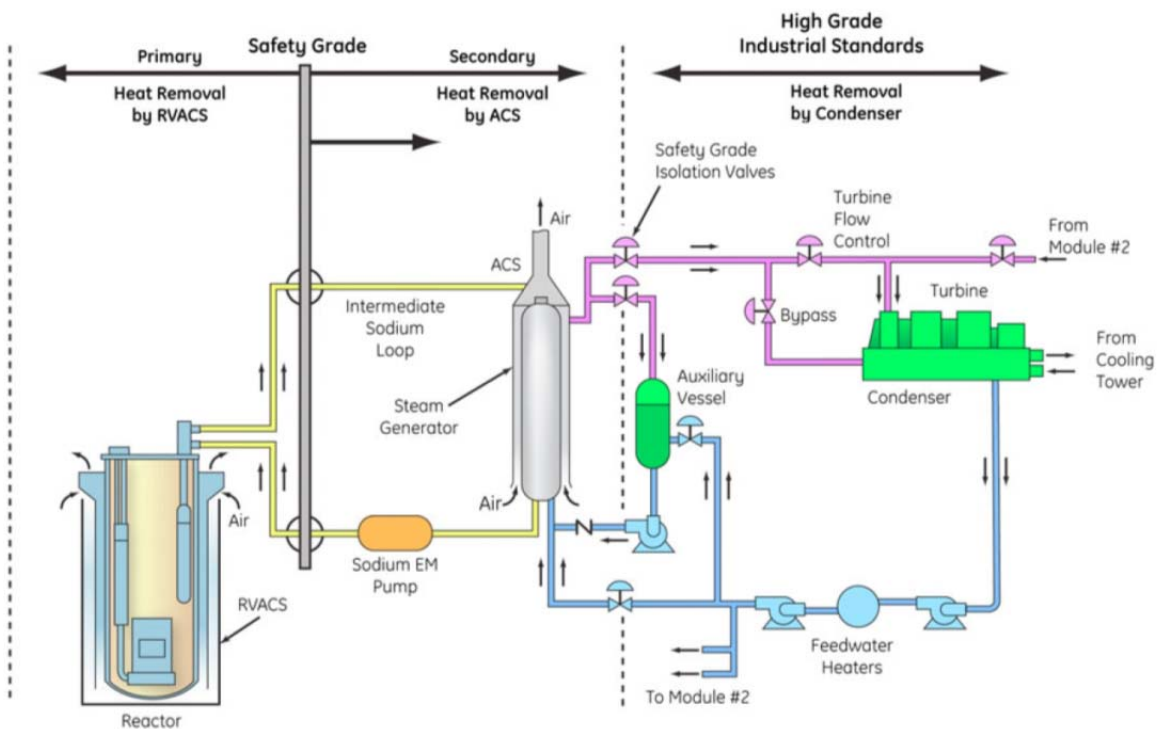 High Grade
Industrial Standards
Safety Grade
Primary
Secondary
Heat Removal
by RVACS
Heat Removal
by ACS
Heat Removal
by Condenser
Safety Grade
Isolation Valves
Turbine
Flow
Control
From
Module #2
Air
ACS
Intermediate
Sodium
Loop
Bypass
Turbine
From
Cooling
Tower
Steam
Generator
Auxiliary
Vessel
Condenser
Air
Air
Sodium EM
Pump
RVACS
Feedwater
Heaters
To Module #2
Reactor